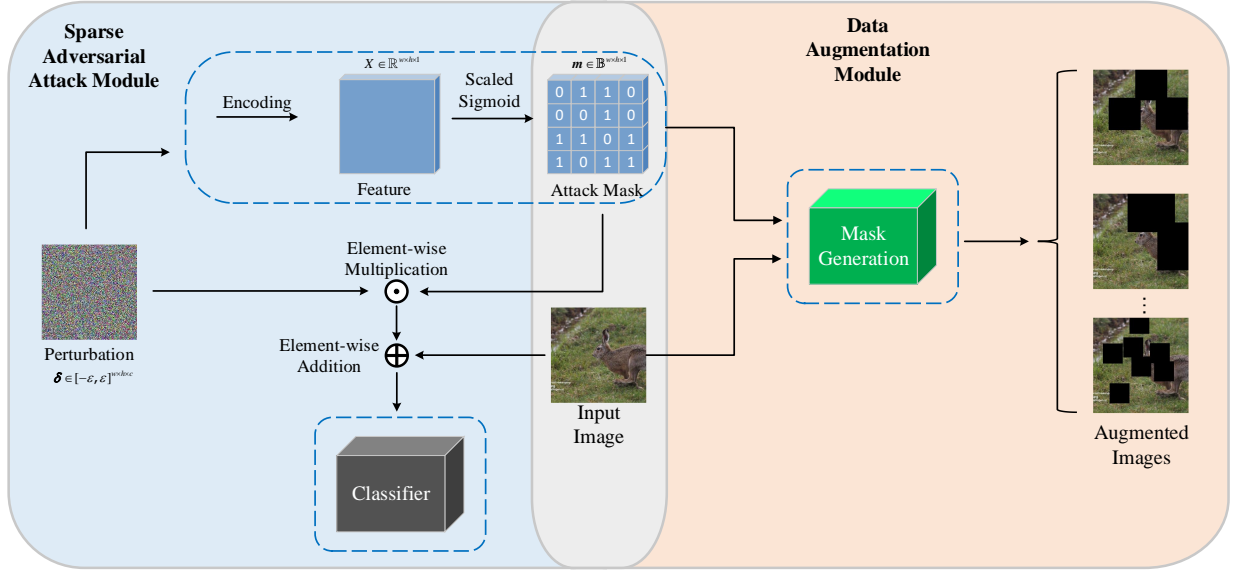 Sparse
Adversarial
Attack Module
Data
Augmentation
Module
X ∈ ℝ^{w×h×1}
m ∈ 𝔹^{w×h×1}
Encoding
Scaled
Sigmoid
0 1 1 0
0 0 1 0
1 1 0 1
1 0 1 1
Feature
Attack Mask
Mask
Generation
Element-wise
Multiplication
Perturbation
δ ∈ [-ε, ε]^{w×h×c}
Element-wise
Addition
Input
Image
Classifier
...
Augmented
Images